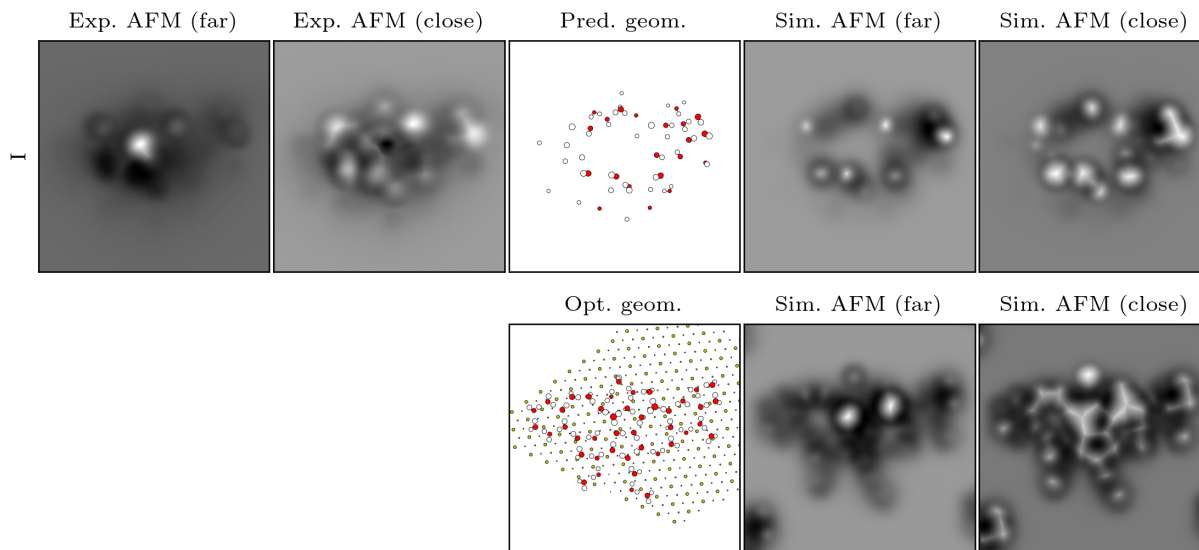 Exp. AFM (far) Exp. AFM (close) Pred. geom. Sim. AFM (far) Sim. AFM (close)
I
Opt. geom. Sim. AFM (far) Sim. AFM (close)